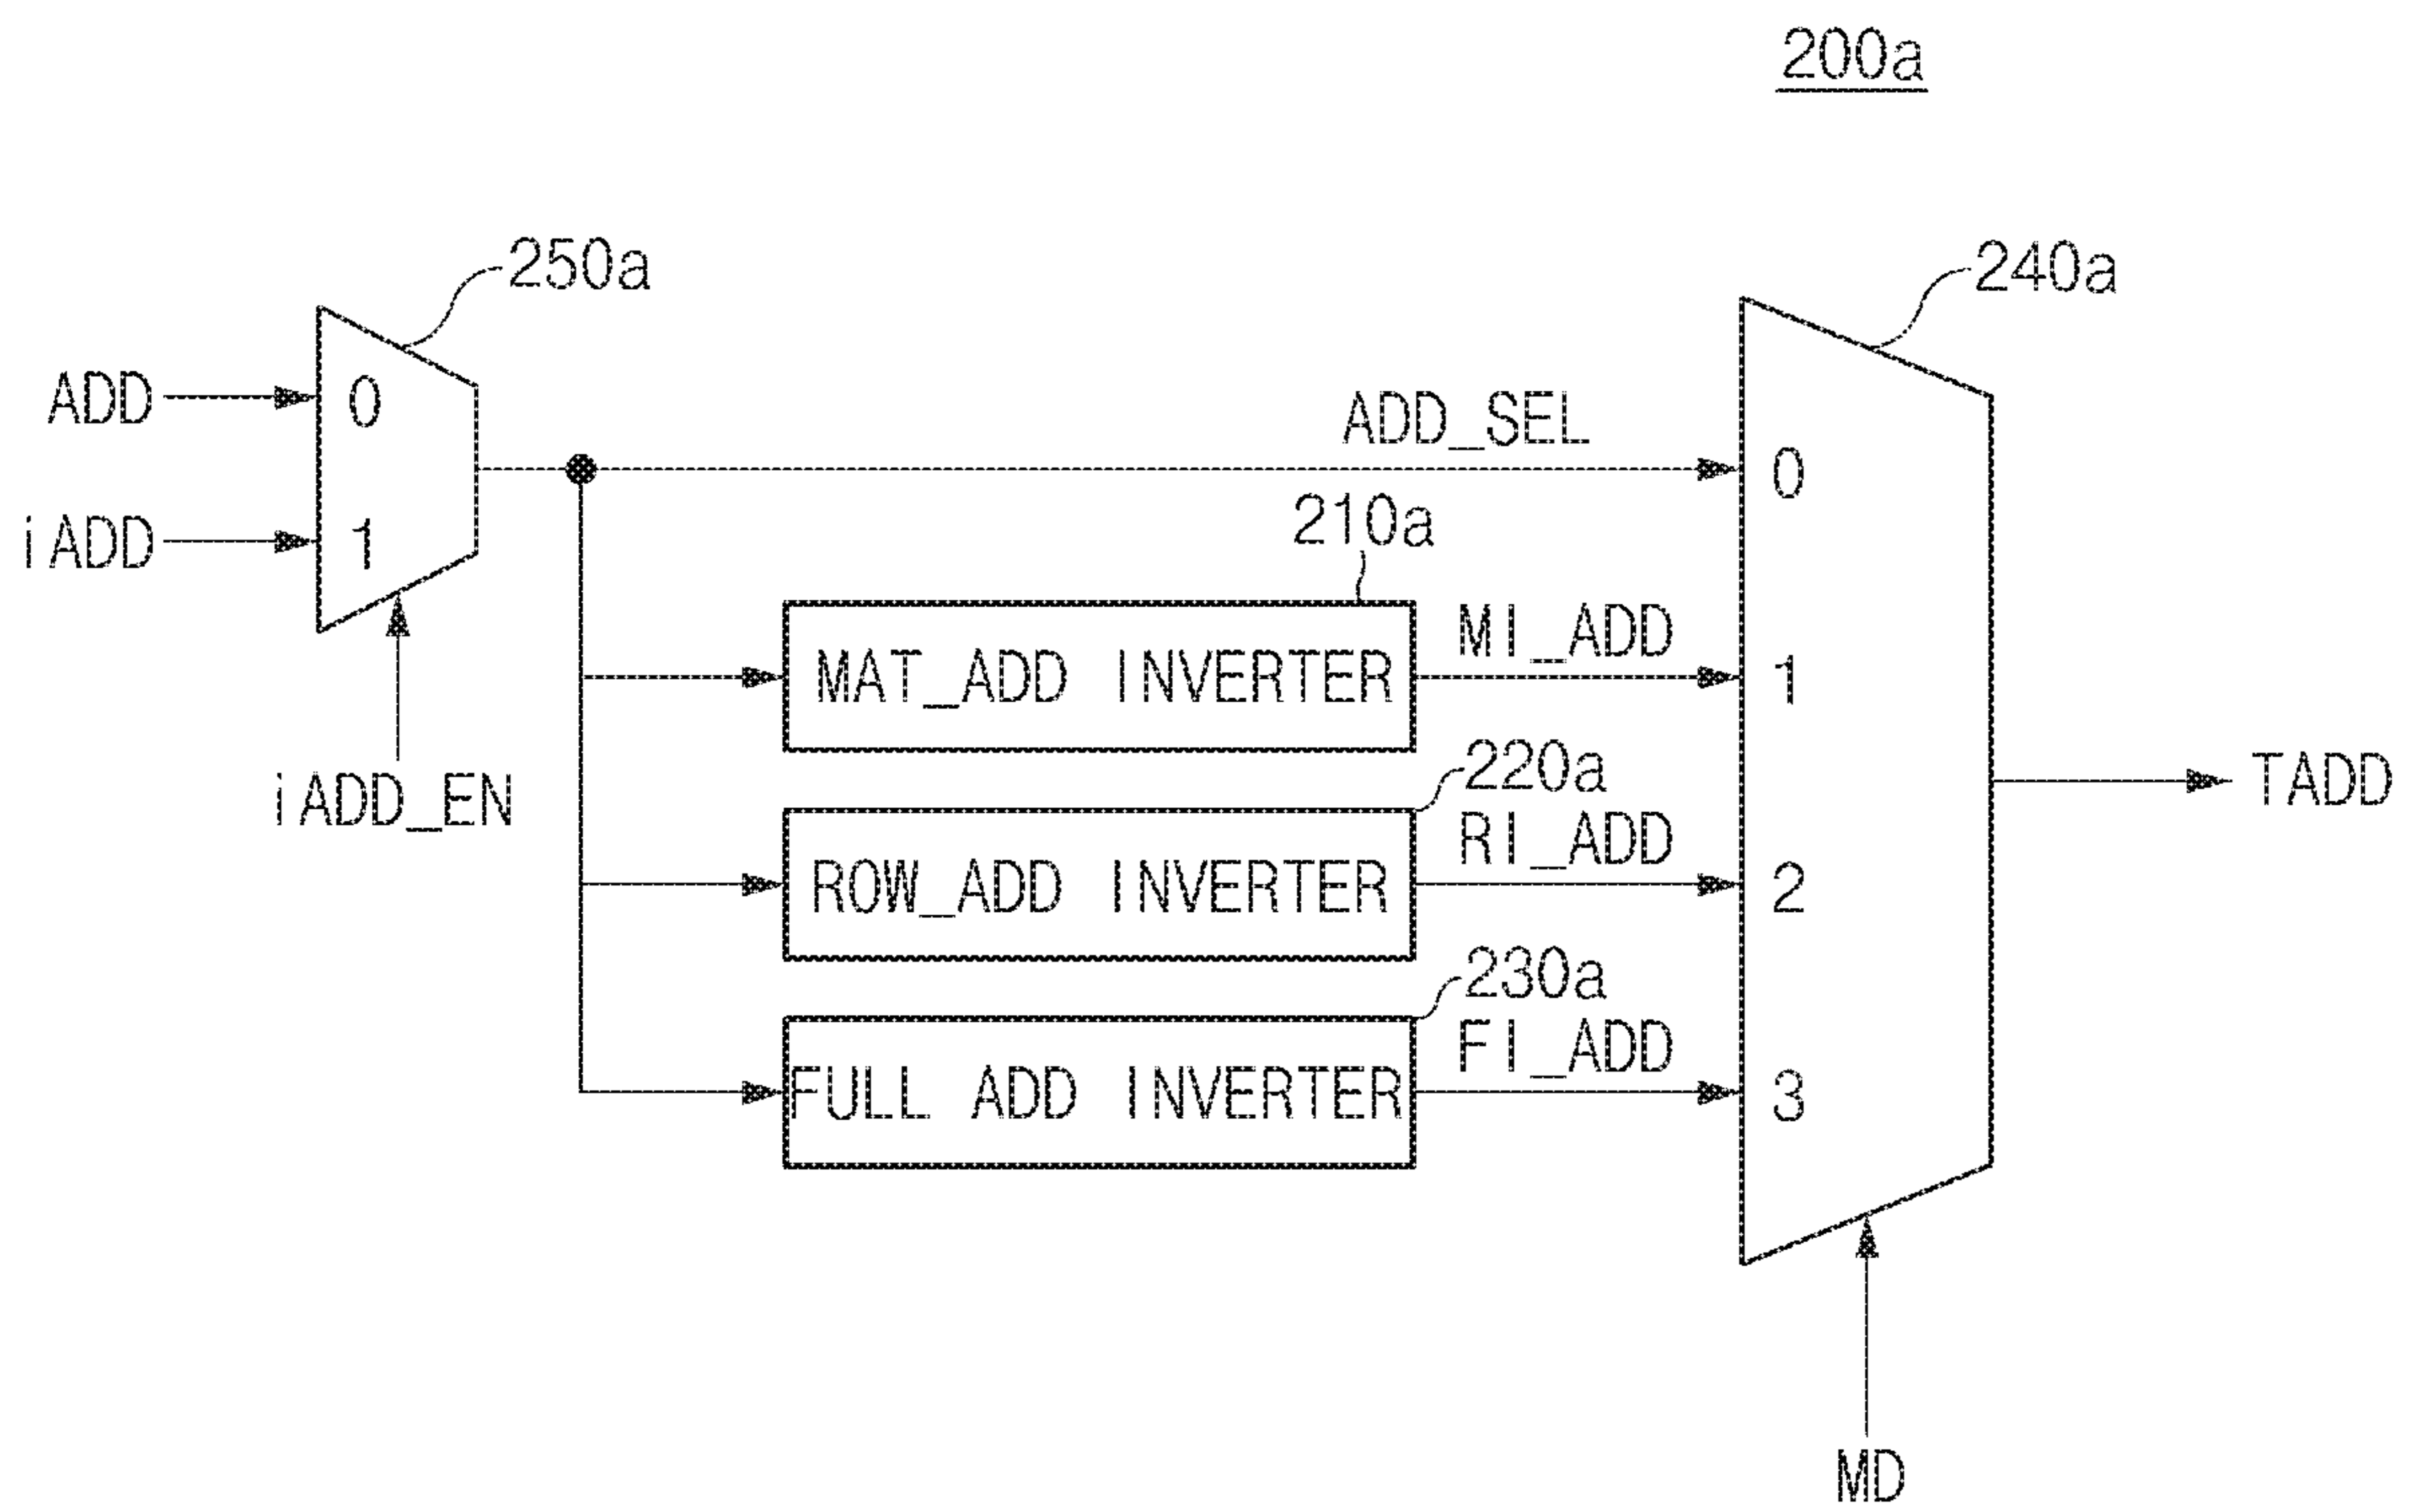 200a
250a
240a
ADD
0
ADD_SEL
0
iADD
1
210a
MAT_ADD INVERTER
MI_ADD
1
iADD_EN
220a
ROW_ADD INVERTER
RI_ADD
2
TADD
230a
FULL ADD INVERTER
FI_ADD
3
MD